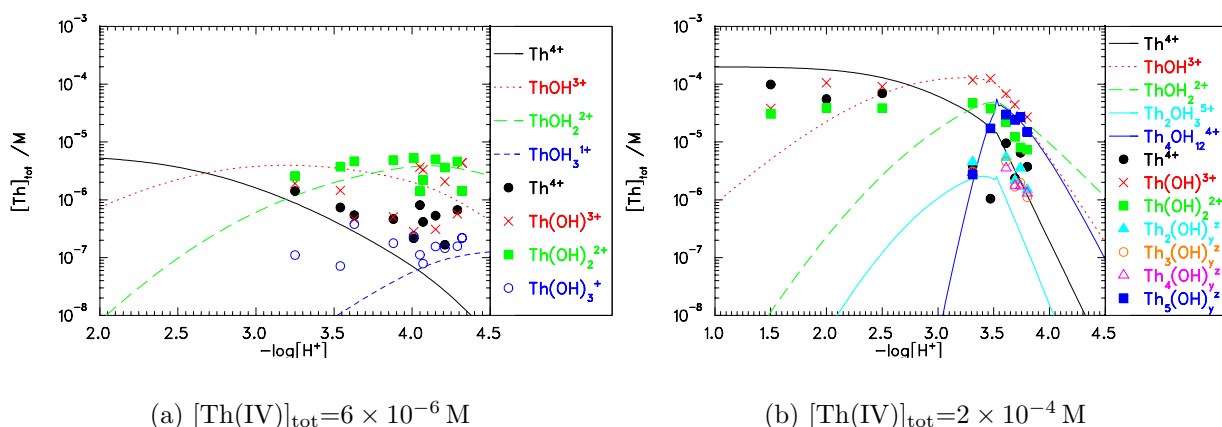 [Th]tot /M
10⁻³
10⁻⁴
10⁻⁵
10⁻⁶
10⁻⁷
10⁻⁸
2.0 2.5 3.0 3.5 4.0 4.5
−log[H⁺]
Th⁴⁺
ThOH³⁺
ThOH₂²⁺
ThOH₃¹⁺
Th⁴⁺
Th(OH)³⁺
Th(OH)₂²⁺
Th(OH)₃⁺
(a) [Th(IV)]tot=6 × 10⁻⁶ M
[Th]tot /M
10⁻³
10⁻⁴
10⁻⁵
10⁻⁶
10⁻⁷
10⁻⁸
1.0 1.5 2.0 2.5 3.0 3.5 4.0 4.5
−log[H⁺]
Th⁴⁺
ThOH³⁺
ThOH₂²⁺
Th₂OH₃⁵⁺
Th₄OH₁₂⁴⁺
Th⁴⁺
Th(OH)³⁺
Th(OH)₂²⁺
Th₂(OH)yᶻ
Th₃(OH)yᶻ
Th₄(OH)yᶻ
Th₅(OH)yᶻ
(b) [Th(IV)]tot=2 × 10⁻⁴ M